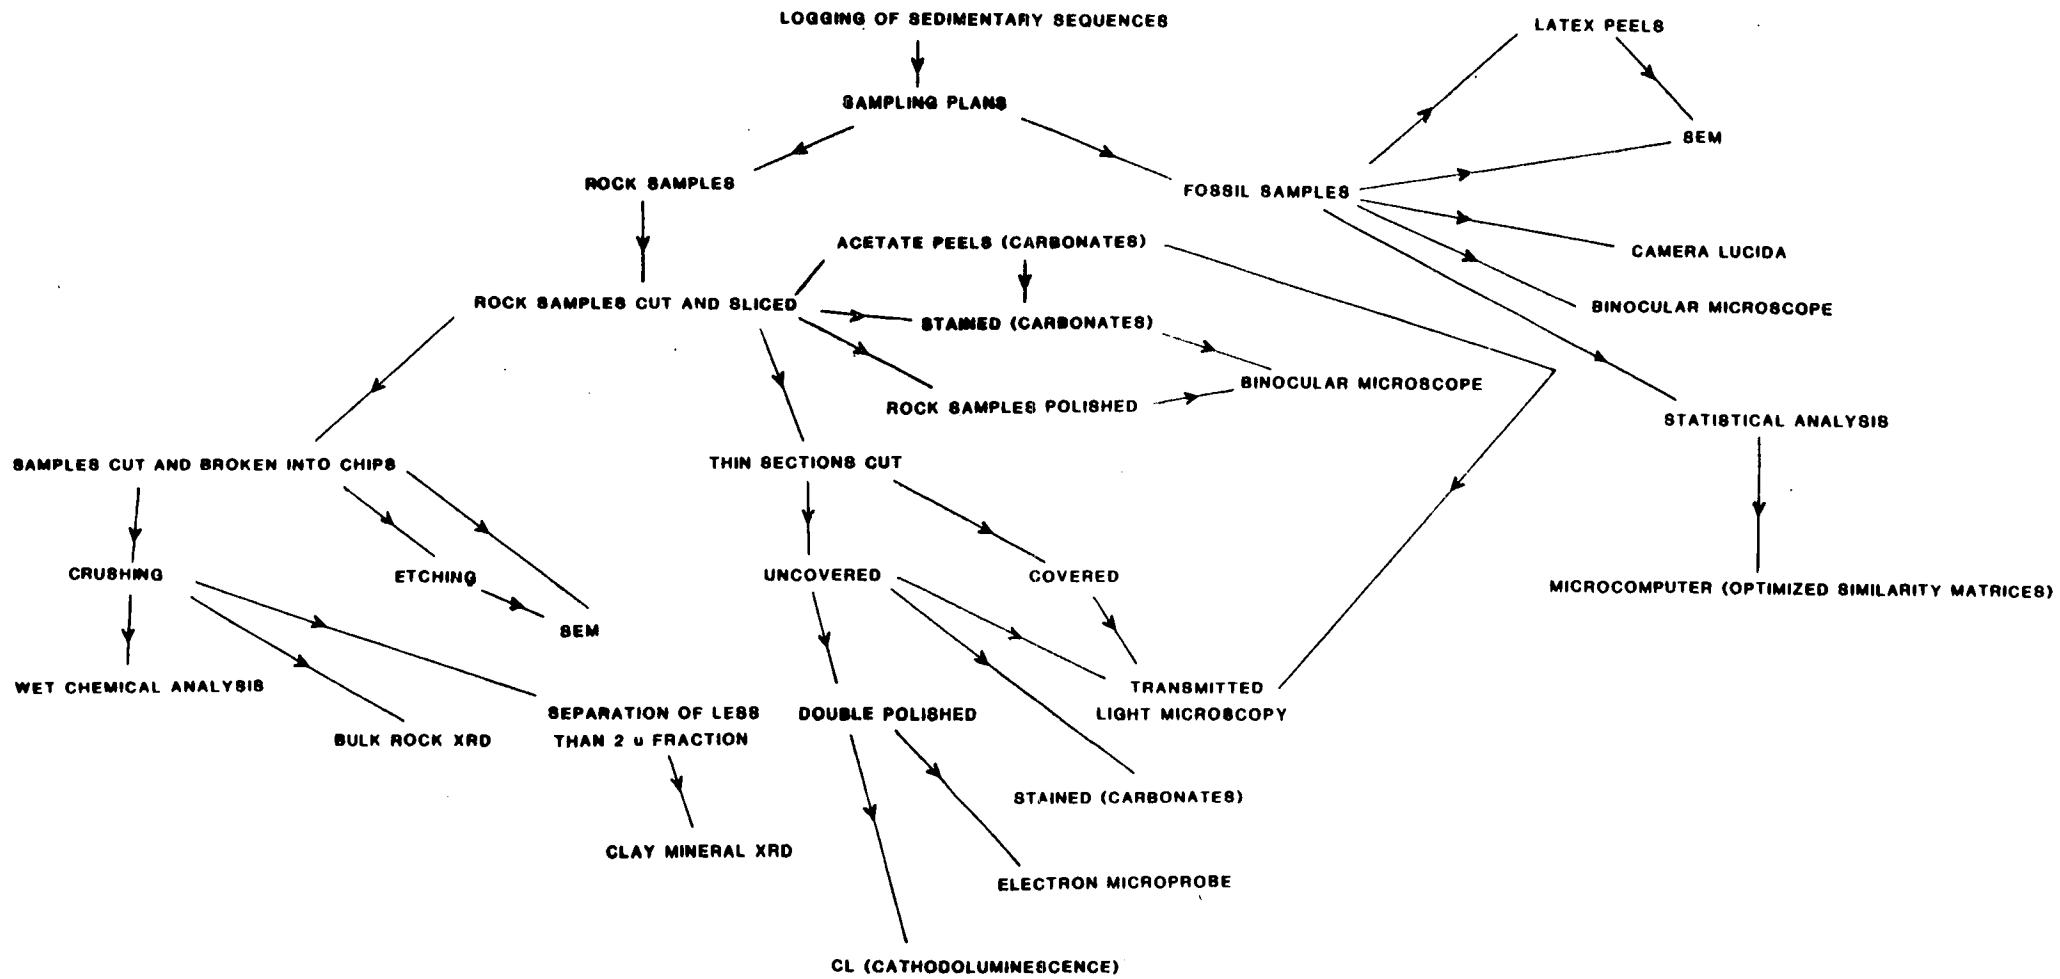 LOGGING OF SEDIMENTARY SEQUENCES
LATEX PEELS
SAMPLING PLANS
SEM
ROCK SAMPLES
FOSSIL SAMPLES
ACETATE PEELS (CARBONATES)
CAMERA LUCIDA
ROCK SAMPLES CUT AND SLICED
BINOCULAR MICROSCOPE
STAINED (CARBONATES)
BINOCULAR MICROSCOPE
ROCK SAMPLES POLISHED
STATISTICAL ANALYSIS
SAMPLES CUT AND BROKEN INTO CHIPS
THIN SECTIONS CUT
CRUSHING
ETCHING
UNCOVERED
COVERED
MICROCOMPUTER (OPTIMIZED SIMILARITY MATRICES)
SEM
WET CHEMICAL ANALYSIS
TRANSMITTED
LIGHT MICROSCOPY
SEPARATION OF LESS
THAN 2 u FRACTION
DOUBLE POLISHED
BULK ROCK XRD
STAINED (CARBONATES)
CLAY MINERAL XRD
ELECTRON MICROPROBE
CL (CATHODOLUMINESCENCE)